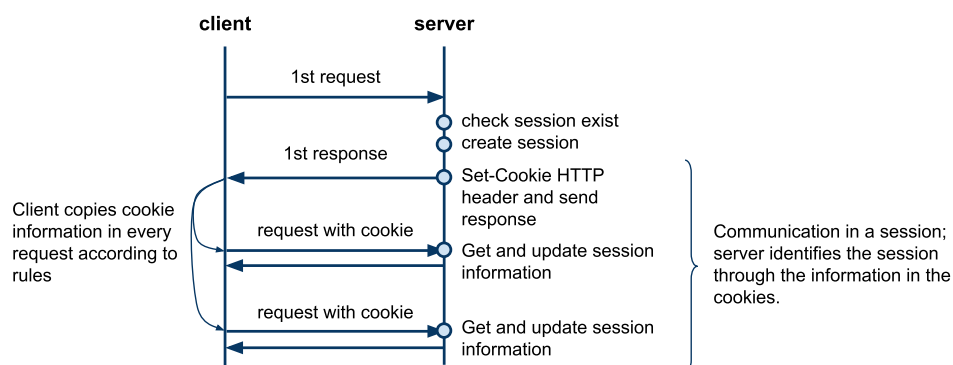 client
server
1st request
check session exist
create session
1st response
Set-Cookie HTTP
header and send
response
Client copies cookie
information in every
request according to
rules
request with cookie
Get and update session
information
Communication in a session;
server identifies the session
through the information in the
cookies.
request with cookie
Get and update session
information